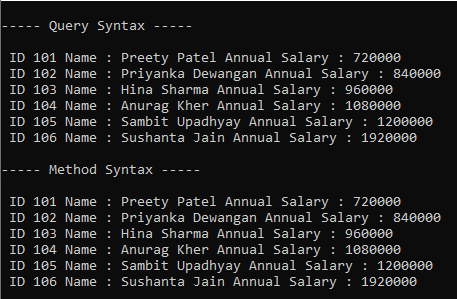 ----- Query Syntax -----
ID 101 Name : Preety Patel Annual Salary : 720000
ID 102 Name : Priyanka Dewangan Annual Salary : 840000
ID 103 Name : Hina Sharma Annual Salary : 960000
ID 104 Name : Anurag Kher Annual Salary : 1080000
ID 105 Name : Sambit Upadhyay Annual Salary : 1200000
ID 106 Name : Sushanta Jain Annual Salary : 1920000
----- Method Syntax -----
ID 101 Name : Preety Patel Annual Salary : 720000
ID 102 Name : Priyanka Dewangan Annual Salary : 840000
ID 103 Name : Hina Sharma Annual Salary : 960000
ID 104 Name : Anurag Kher Annual Salary : 1080000
ID 105 Name : Sambit Upadhyay Annual Salary : 1200000
ID 106 Name : Sushanta Jain Annual Salary : 1920000